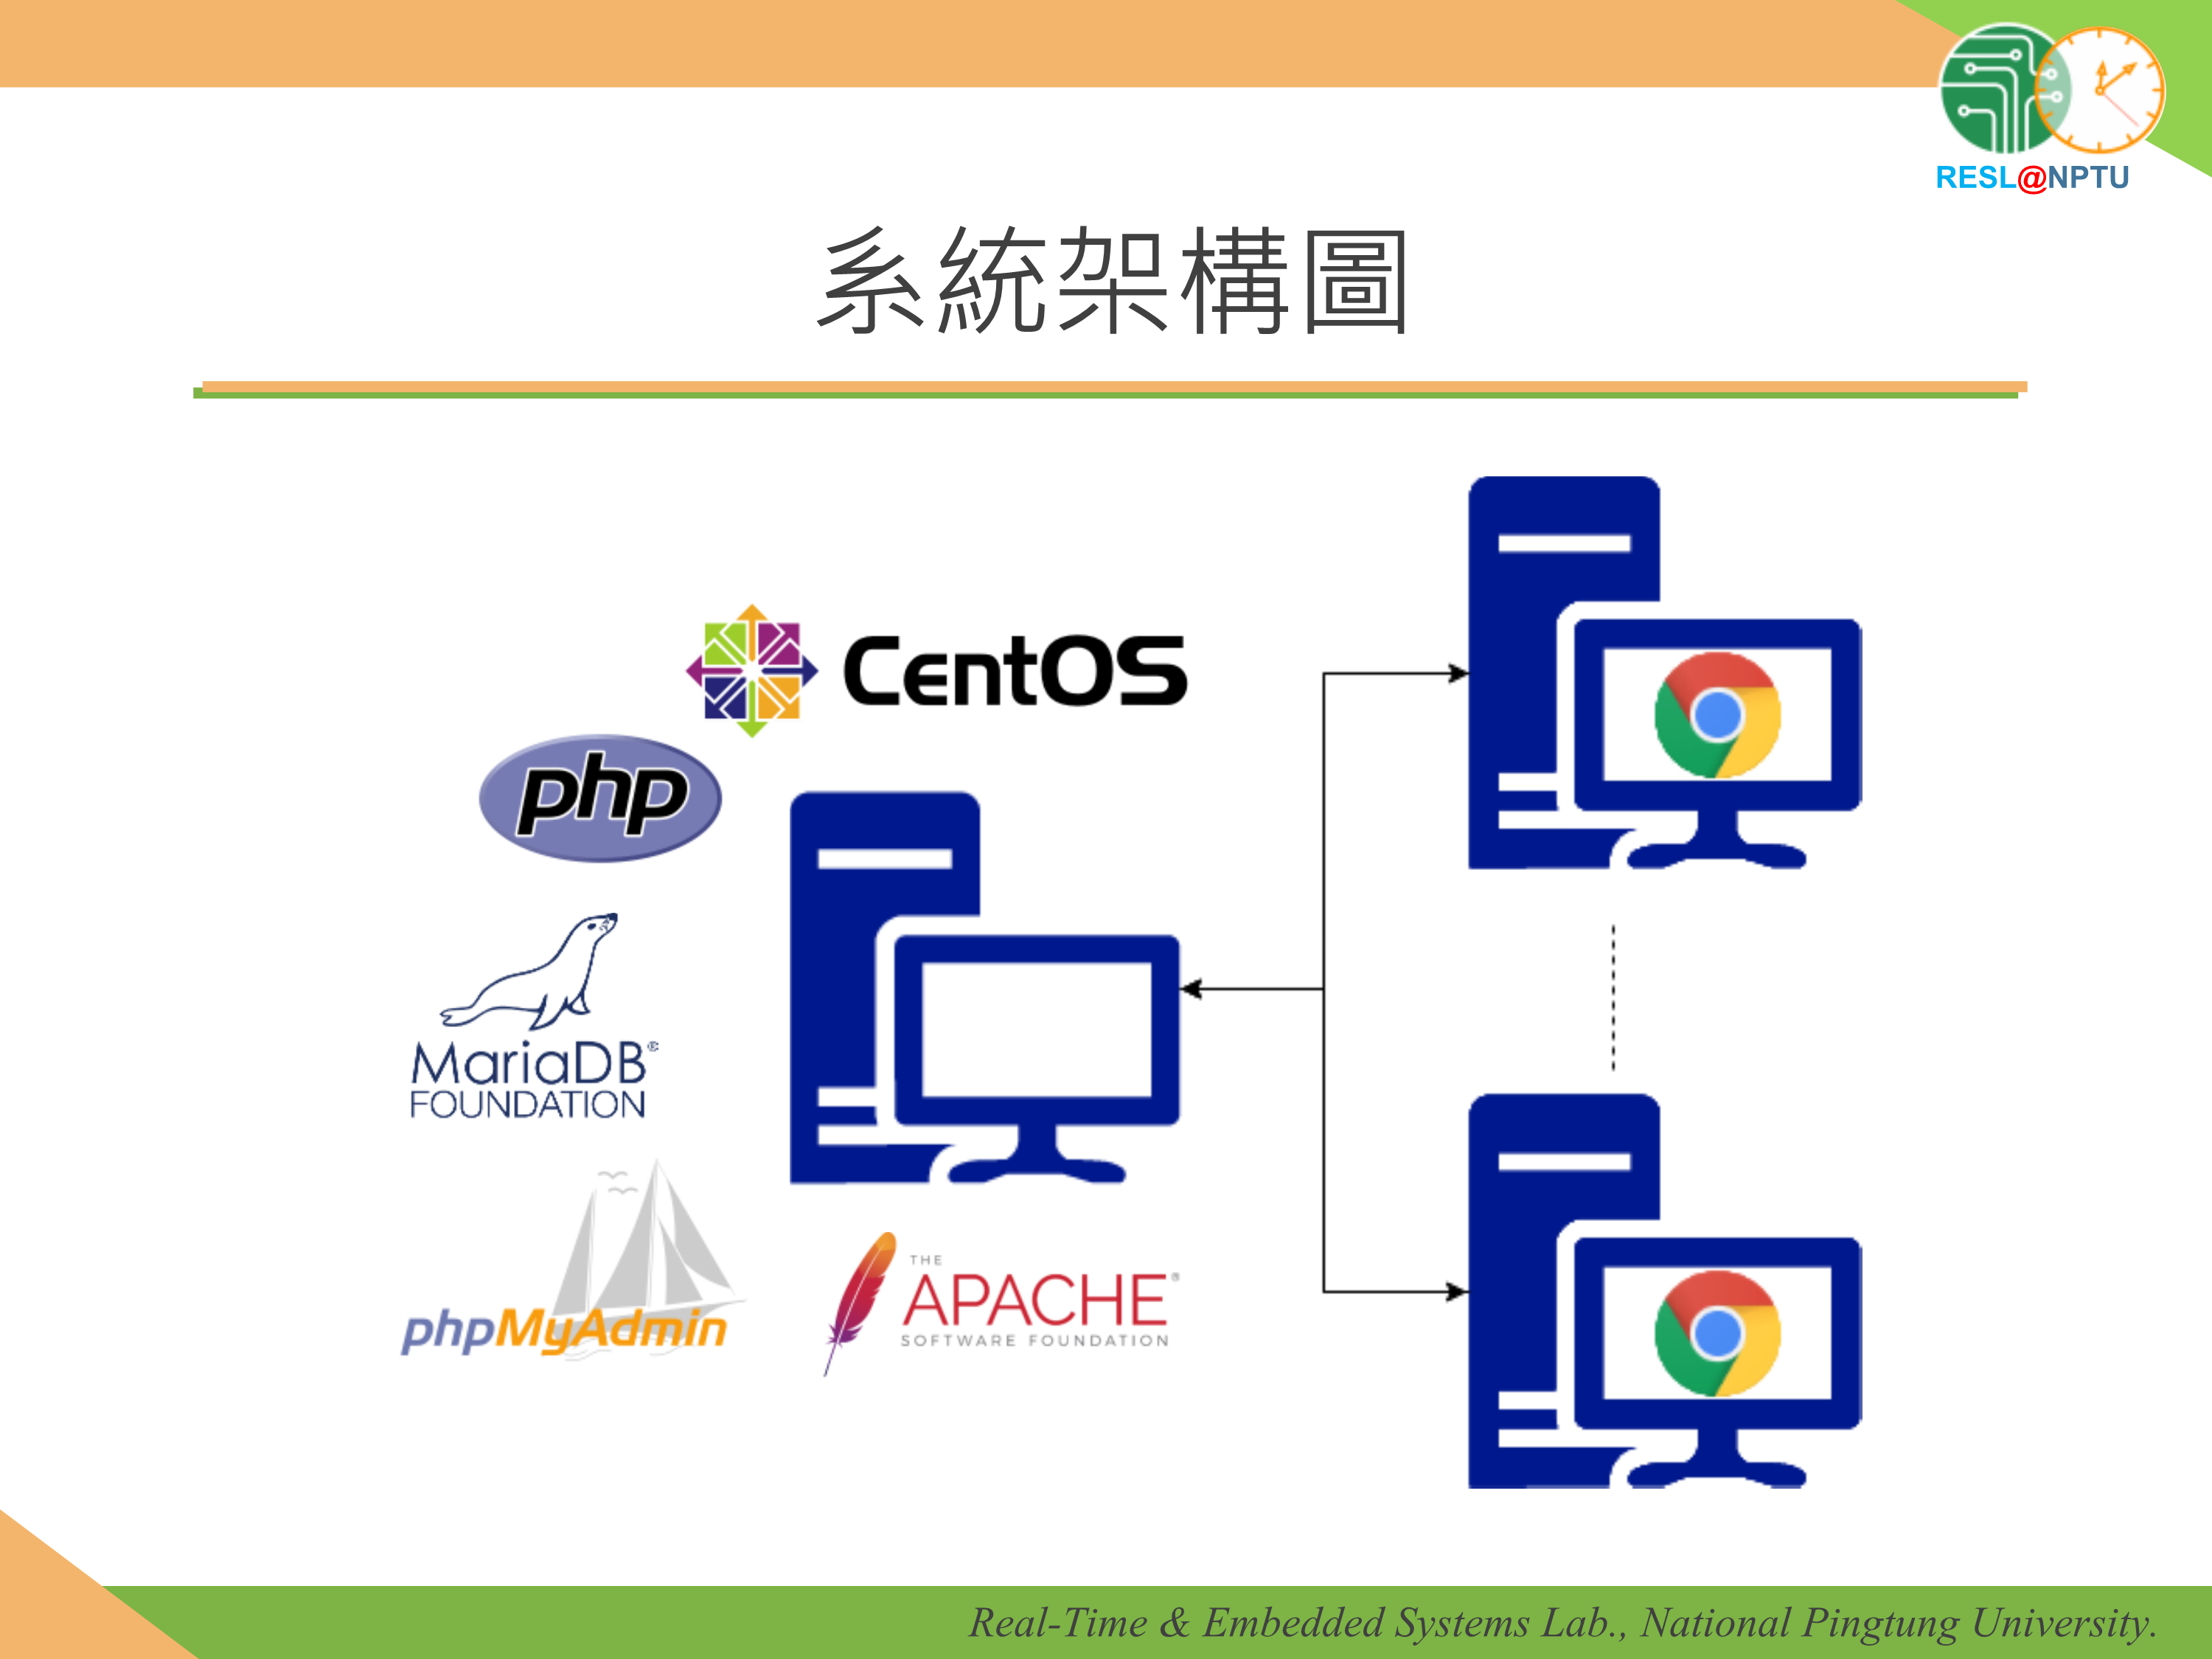 RESL@NPTU
系統架構圖
CentOS
php
MariaDB®
FOUNDATION
phpMyAdmin
THE
APACHE®
SOFTWARE FOUNDATION
Real-Time & Embedded Systems Lab., National Pingtung University.